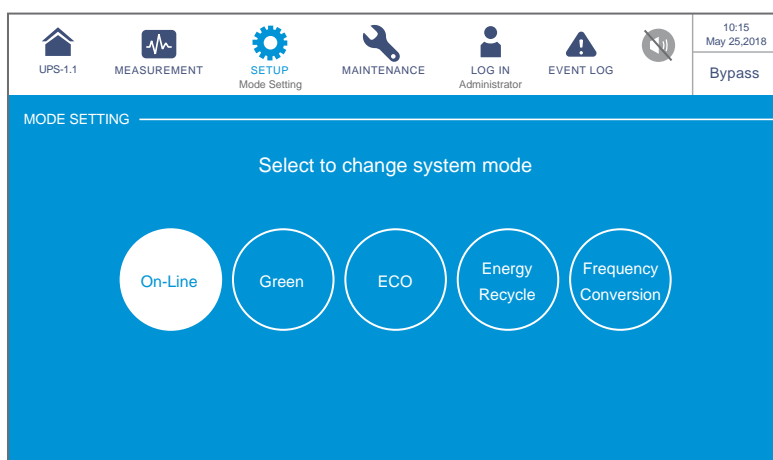 10:15
May 25,2018
UPS-1.1
MEASUREMENT
SETUP
Mode Setting
MAINTENANCE
LOG IN
Administrator
EVENT LOG
Bypass
MODE SETTING
Select to change system mode
On-Line
Green
ECO
Energy
Recycle
Frequency
Conversion